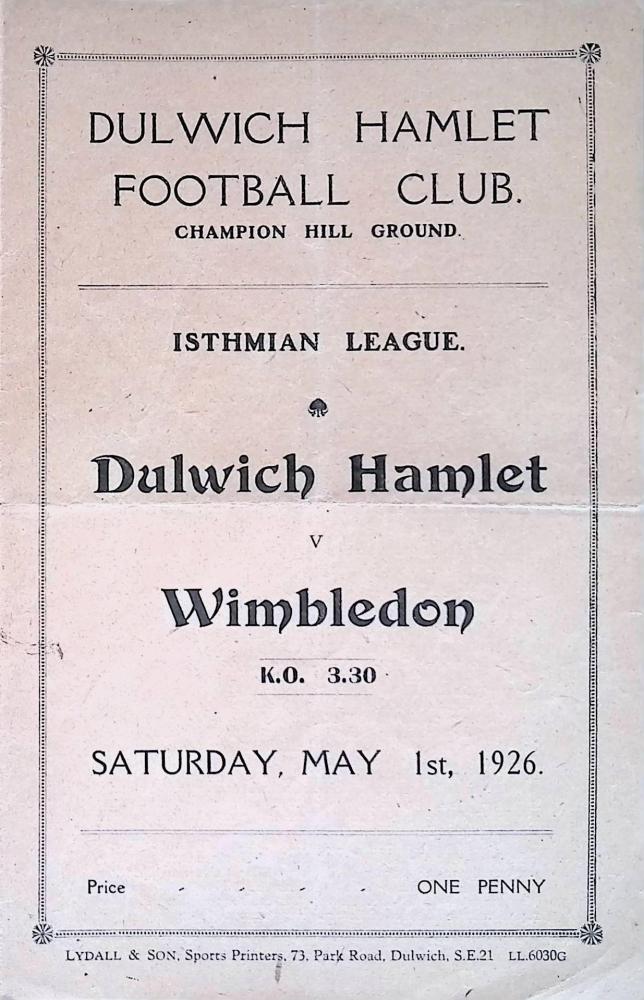 DULWICH HAMLET
FOOTBALL CLUB.
CHAMPION HILL GROUND.
ISTHMIAN LEAGUE.
Dulwich Hamlet
v
Wimbledon
K.O. 3.30
SATURDAY, MAY 1st, 1926.
Price - - - - ONE PENNY
LYDALL & SON, Sports Printers, 73, Park Road, Dulwich, S.E.21 LL.6030G